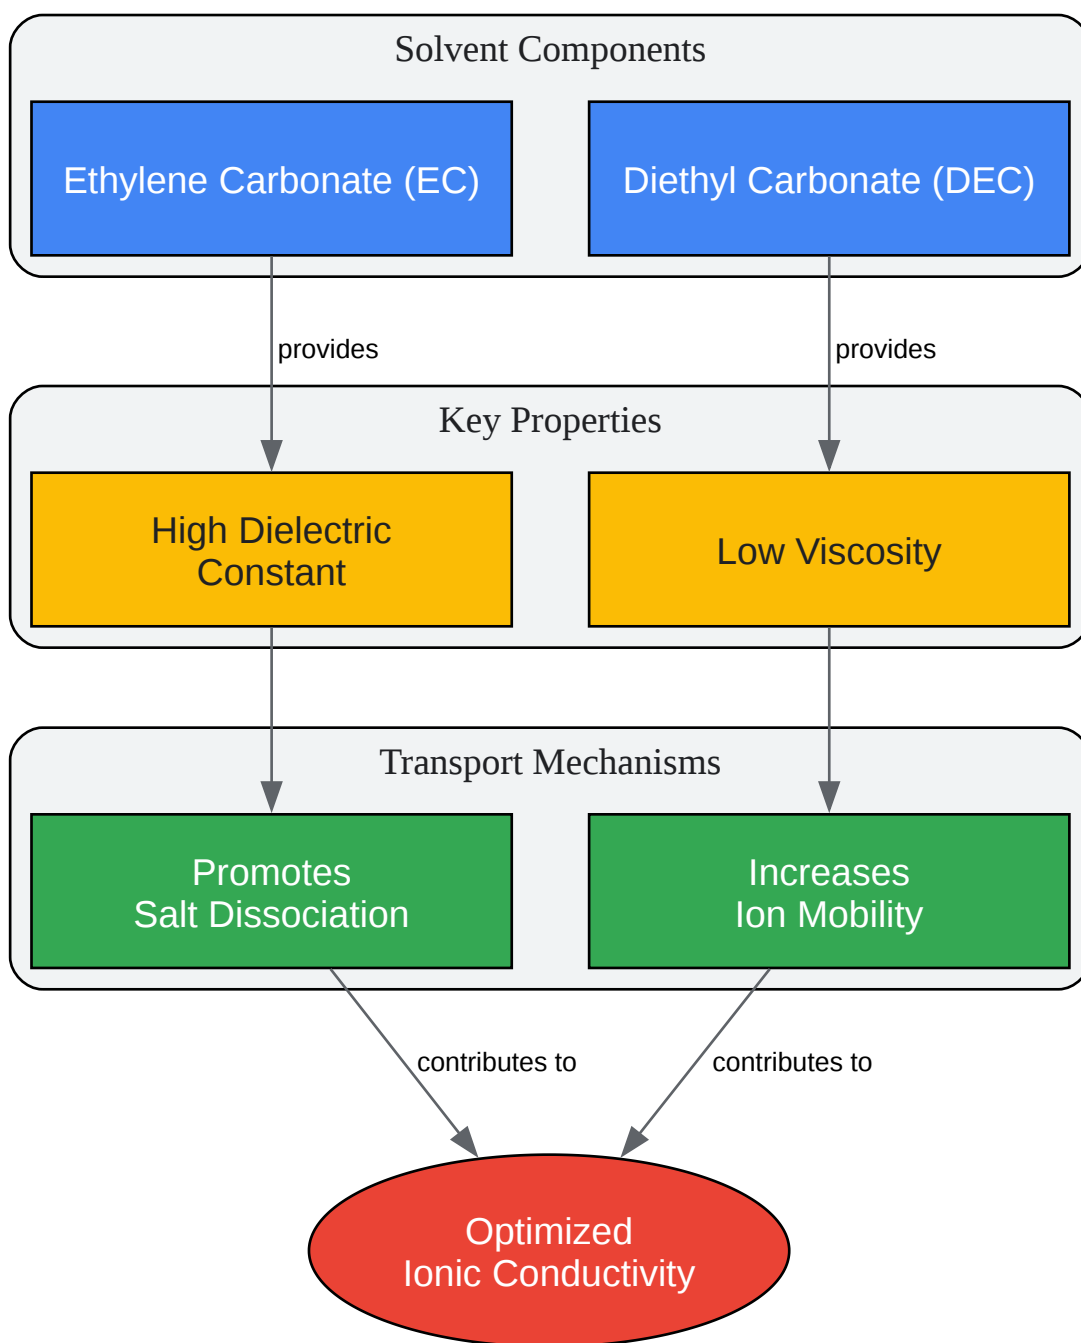 Solvent Components
Ethylene Carbonate (EC)
Diethyl Carbonate (DEC)
provides
provides
Key Properties
High Dielectric
Constant
Low Viscosity
Transport Mechanisms
Promotes
Salt Dissociation
Increases
Ion Mobility
contributes to
contributes to
Optimized
Ionic Conductivity